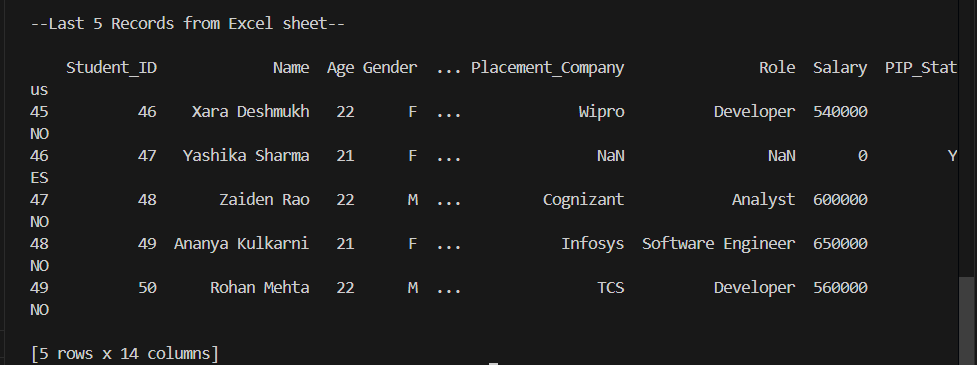 --Last 5 Records from Excel sheet--
Student_ID Name Age Gender ... Placement_Company Role Salary PIP_Stat
us
45 46 Xara Deshmukh 22 F ... Wipro Developer 540000
NO
46 47 Yashika Sharma 21 F ... NaN NaN 0 Y
ES
47 48 Zaiden Rao 22 M ... Cognizant Analyst 600000
NO
48 49 Ananya Kulkarni 21 F ... Infosys Software Engineer 650000
NO
49 50 Rohan Mehta 22 M ... TCS Developer 560000
NO
[5 rows x 14 columns]